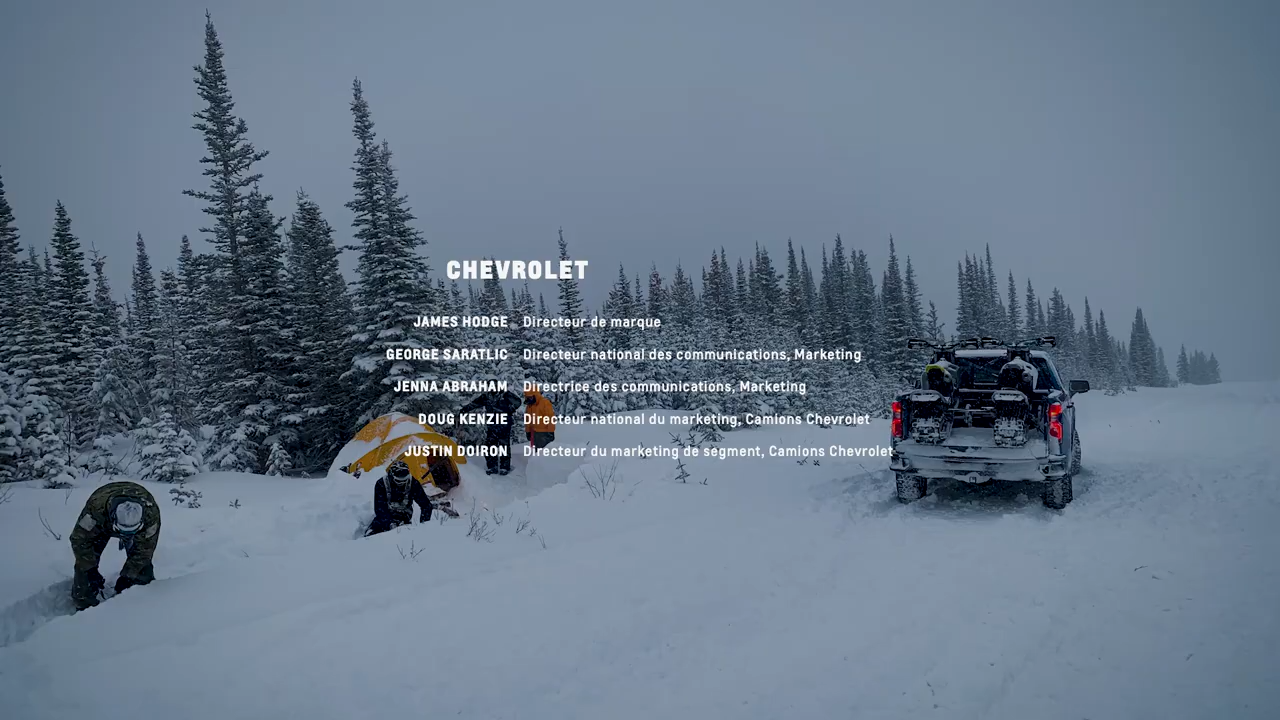 CHEVROLET
JAMES HODGE Directeur de marque
GEORGE SARATLIC Directeur national des communications, Marketing
JENNA ABRAHAM Directrice des communications, Marketing
DOUG KENZIE Directeur national du marketing, Camions Chevrolet
JUSTIN DOIRON Directeur du marketing de segment, Camions Chevrolet